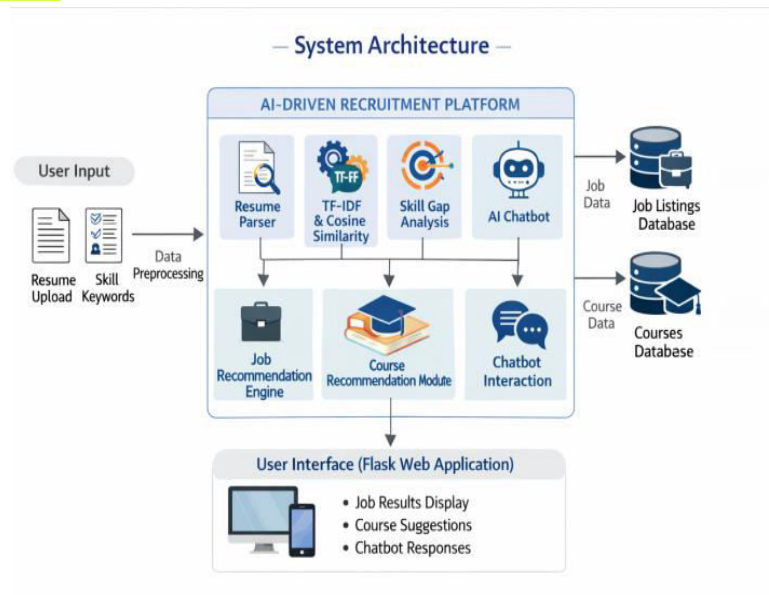 System Architecture
AI-DRIVEN RECRUITMENT PLATFORM
User Input
Resume
Upload
Skill
Keywords
Data
Preprocessing
Resume
Parser
TF-FF
TF-IDF
& Cosine
Similarity
Skill Gap
Analysis
AI Chatbot
Job
Data
Job Listings
Database
Job
Recommendation
Engine
Course
Recommendation Module
Chatbot
Interaction
Course
Data
Courses
Database
User Interface (Flask Web Application)
• Job Results Display
• Course Suggestions
• Chatbot Responses